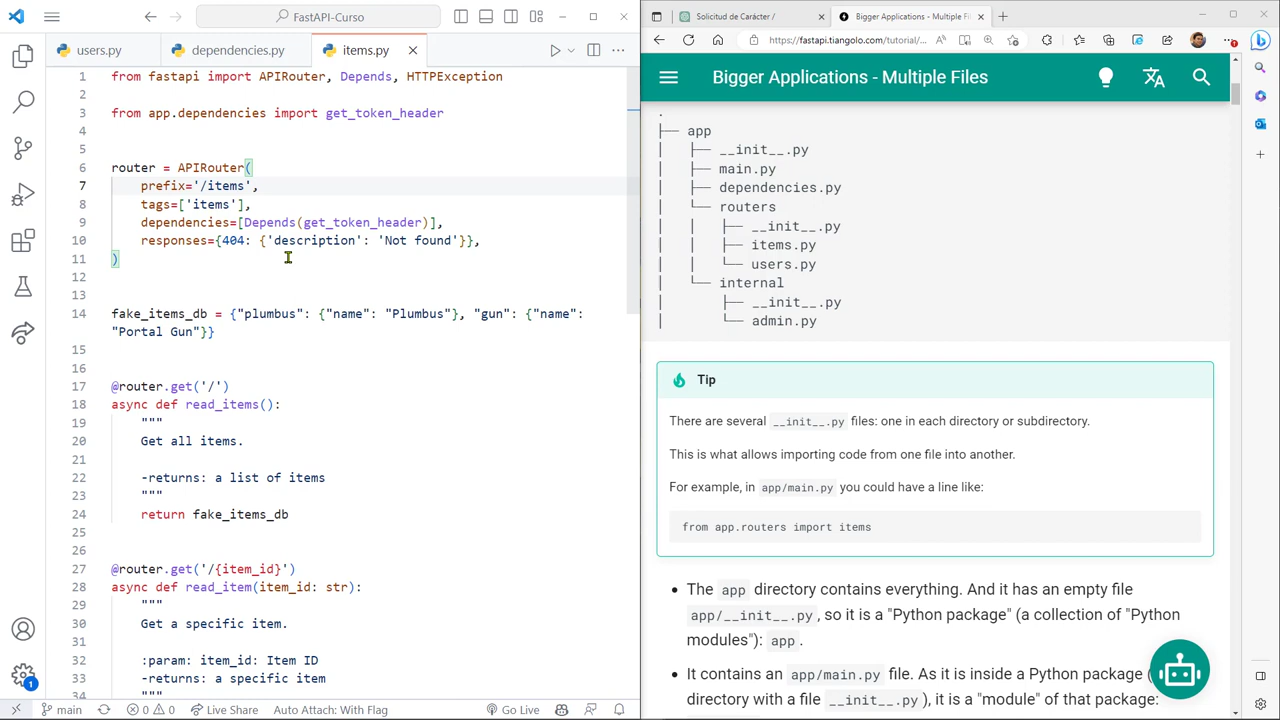 FastAPI-Curso
users.py
dependencies.py
items.py
1 from fastapi import APIRouter, Depends, HTTPException
2
3 from app.dependencies import get_token_header
4
5
6 router = APIRouter(
7 prefix='/items',
8 tags=['items'],
9 dependencies=[Depends(get_token_header)],
10 responses={404: {'description': 'Not found'}},
11 )
12
13
14 fake_items_db = {"plumbus": {"name": "Plumbus"}, "gun": {"name":
"Portal Gun"}}
15
16
17 @router.get('/')
18 async def read_items():
19 """
20 Get all items.
21
22 -returns: a list of items
23 """
24 return fake_items_db
25
26
27 @router.get('/{item_id}')
28 async def read_item(item_id: str):
29 """
30 Get a specific item.
31
32 :param: item_id: Item ID
33 -returns: a specific item
34 """
1
main
0
0
Live Share
Auto Attach: With Flag
Go Live
Solicitud de Carácter /
Bigger Applications - Multiple Fi
https://fastapi.tiangolo.com/tutorial/...
Bigger Applications - Multiple Files
.
├── app
│ ├── __init__.py
│ ├── main.py
│ ├── dependencies.py
│ └── routers
│ │ ├── __init__.py
│ │ ├── items.py
│ │ └── users.py
│ └── internal
│ ├── __init__.py
│ └── admin.py
Tip
There are several __init__.py files: one in each directory or subdirectory.
This is what allows importing code from one file into another.
For example, in app/main.py you could have a line like:
from app.routers import items
• The app directory contains everything. And it has an empty file
app/__init__.py, so it is a "Python package" (a collection of "Python
modules"): app.
• It contains an app/main.py file. As it is inside a Python package (
directory with a file __init__.py), it is a "module" of that package: